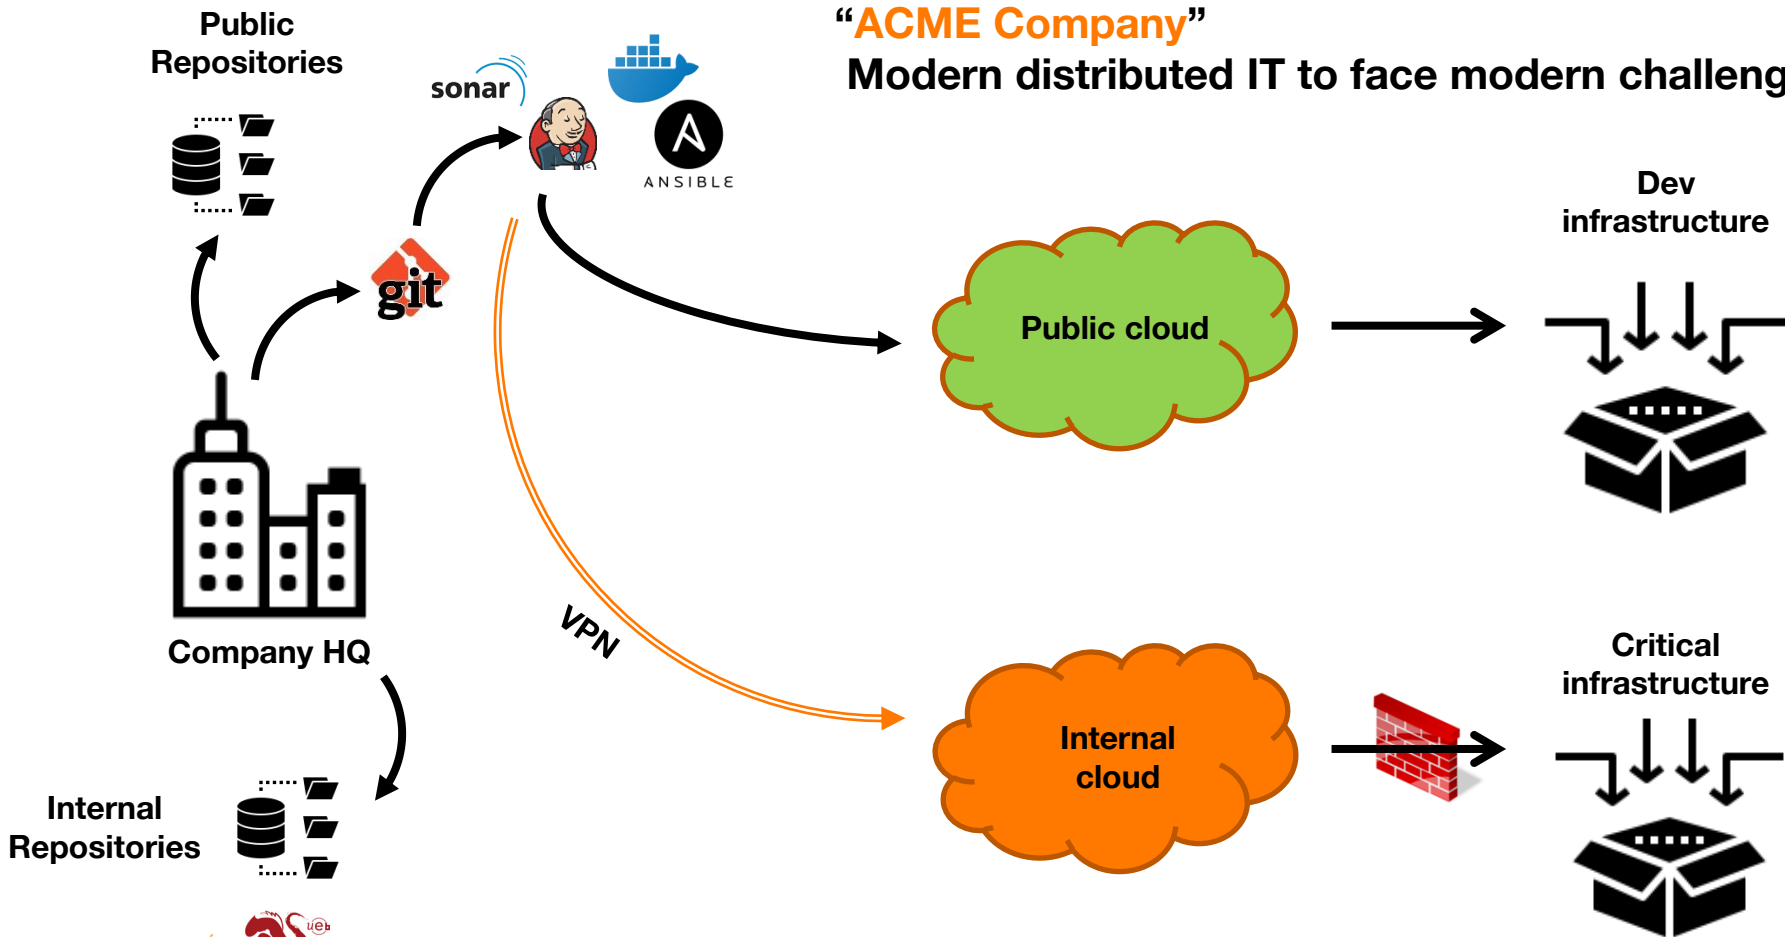 “ACME Company”
Modern distributed IT to face modern challeng
Public
Repositories
sonar
ANSIBLE
git
Dev
infrastructure
Public cloud
VPN
Company HQ
Critical
infrastructure
Internal
cloud
Internal
Repositories